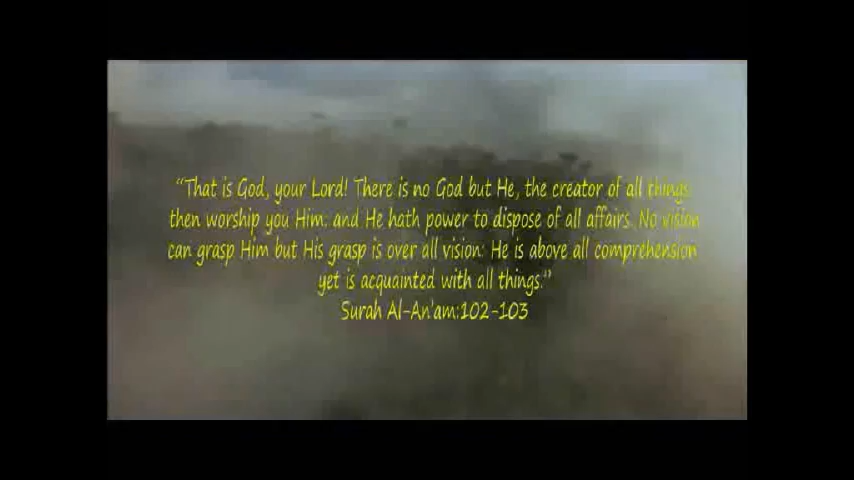 “That is God, your Lord! There is no God but He, the creator of all things;
then worship you Him; and He hath power to dispose of all affairs. No vision
can grasp Him but His grasp is over all vision: He is above all comprehension
yet is acquainted with all things.”
Surah Al-An'am:102-103